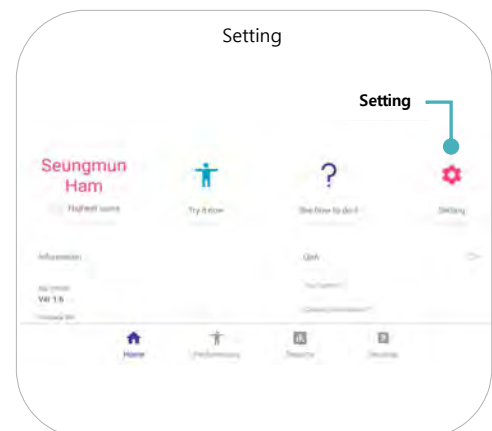 Setting
Setting
Seungmun
Ham
Highest score
Try it now
See how to do it
Setting
Information
QnA
Ver 1.6
Home
Performance
Reports